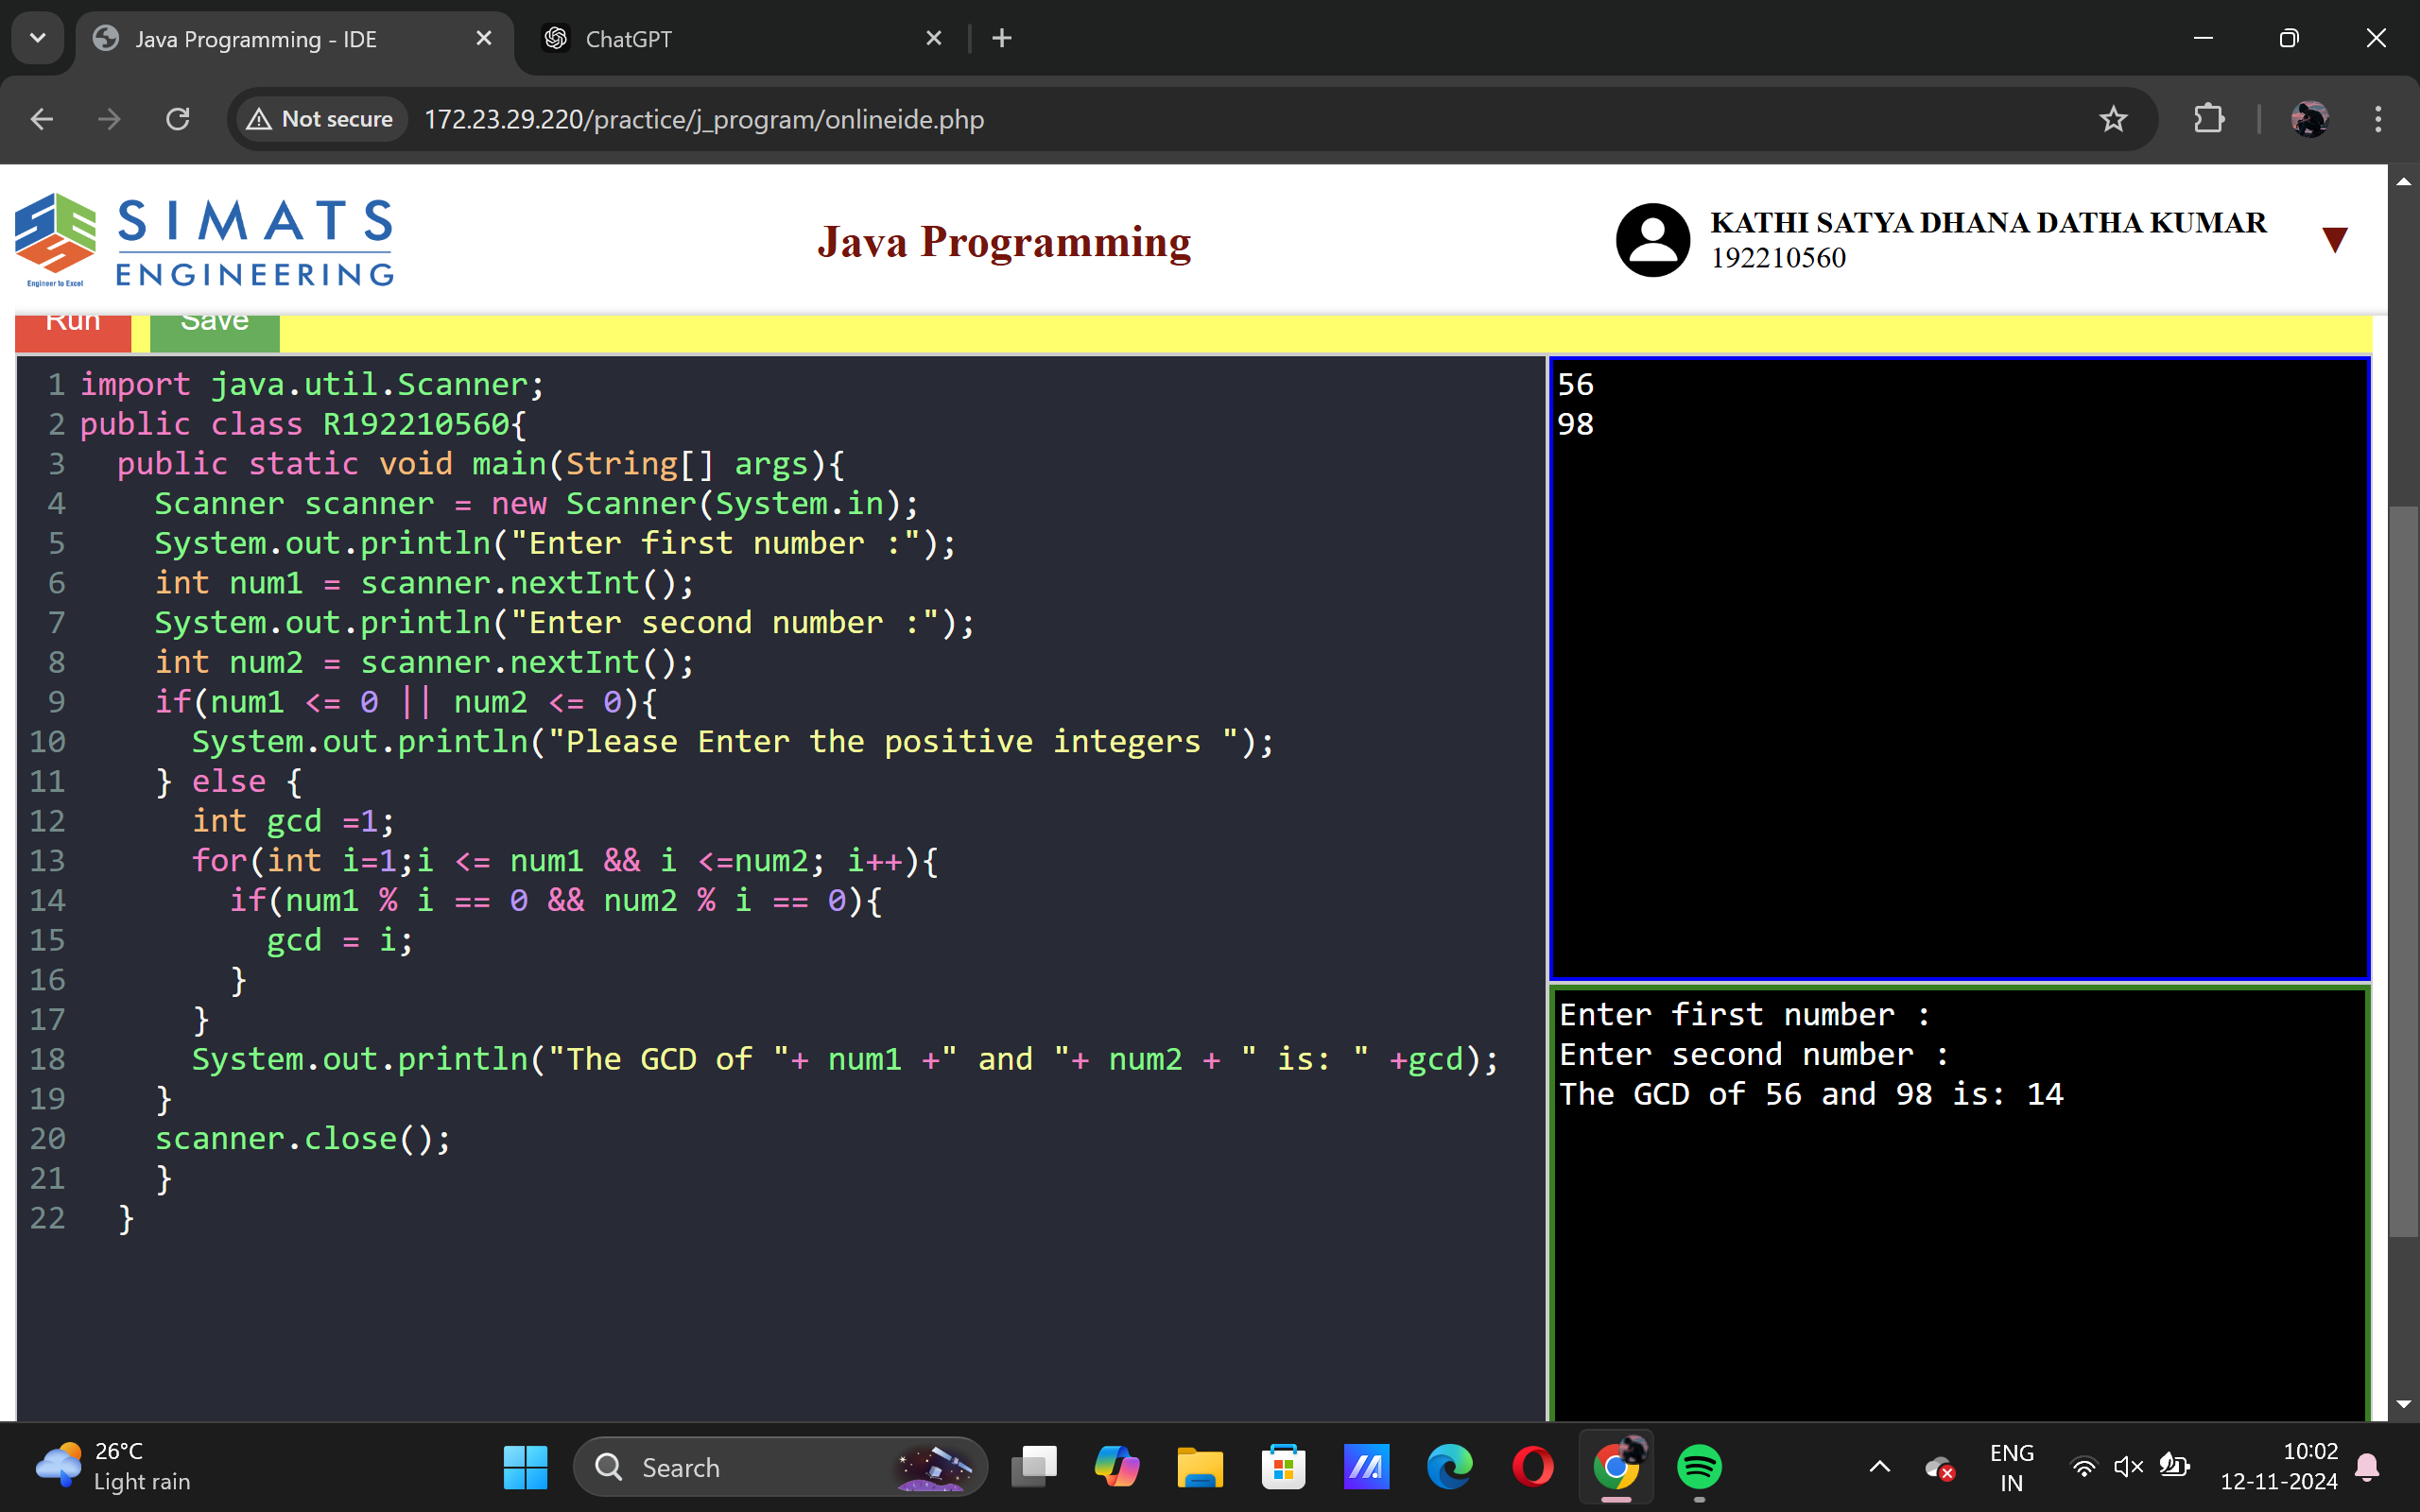 Java Programming - IDE
ChatGPT
Not secure
172.23.29.220/practice/j_program/onlineide.php
SIMATS
ENGINEERING
Engineer to Excel
Java Programming
KATHI SATYA DHANA DATHA KUMAR
192210560
Run
Save
1 import java.util.Scanner;
2 public class R192210560{
3   public static void main(String[] args){
4     Scanner scanner = new Scanner(System.in);
5     System.out.println("Enter first number :");
6     int num1 = scanner.nextInt();
7     System.out.println("Enter second number :");
8     int num2 = scanner.nextInt();
9     if(num1 <= 0 || num2 <= 0){
10       System.out.println("Please Enter the positive integers ");
11     } else {
12       int gcd =1;
13       for(int i=1;i <= num1 && i <=num2; i++){
14         if(num1 % i == 0 && num2 % i == 0){
15           gcd = i;
16         }
17       }
18       System.out.println("The GCD of "+ num1 +" and "+ num2 + " is: " +gcd);
19     }
20     scanner.close();
21     }
22   }
56
98
Enter first number :
Enter second number :
The GCD of 56 and 98 is: 14
26°C
Light rain
Search
ENG
IN
10:02
12-11-2024